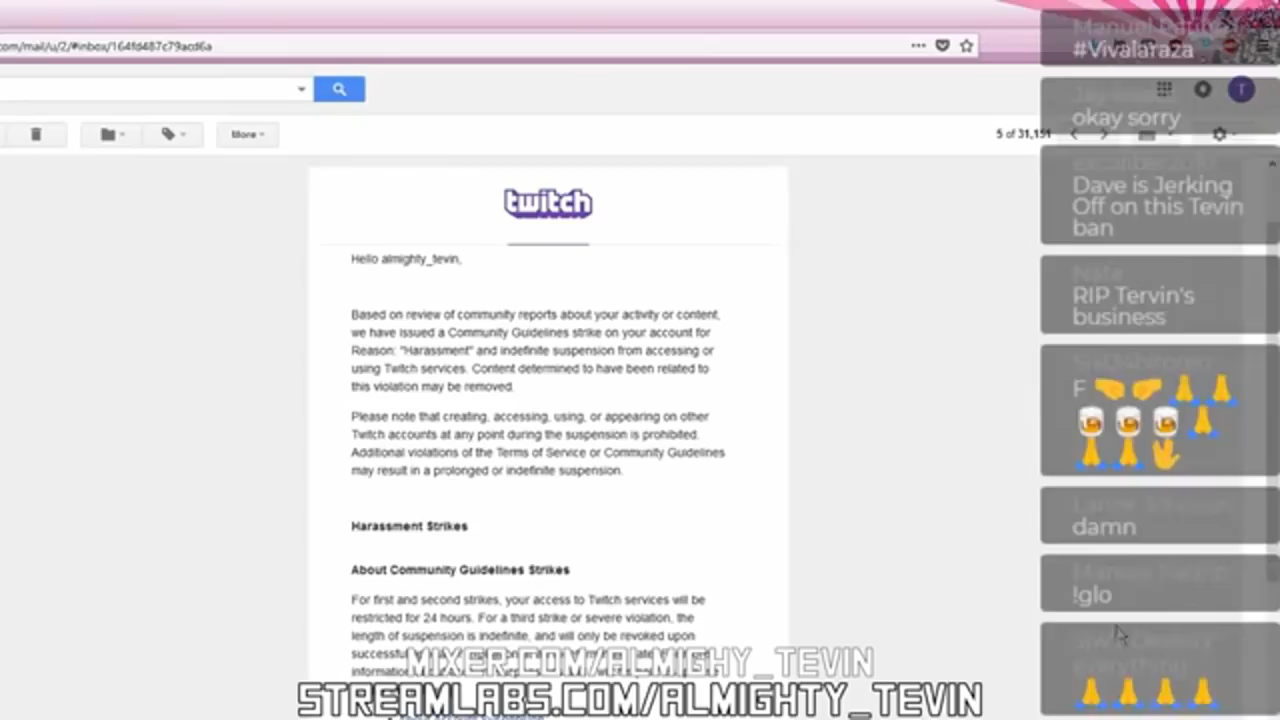 com/mail/u/2/#inbox/164fd487c79acd6a
More
5 of 31,151
T
twitch
Hello almighty_tevin,
Based on review of community reports about your activity or content,
we have issued a Community Guidelines strike on your account for
Reason: "Harassment" and indefinite suspension from accessing or
using Twitch services. Content determined to have been related to
this violation may be removed.
Please note that creating, accessing, using, or appearing on other
Twitch accounts at any point during the suspension is prohibited.
Additional violations of the Terms of Service or Community Guidelines
may result in a prolonged or indefinite suspension.
Harassment Strikes
About Community Guidelines Strikes
For first and second strikes, your access to Twitch services will be
restricted for 24 hours. For a third strike or severe violation, the
length of suspension is indefinite, and will only be revoked upon
MIXER.COM/ALMIGHY_TEVIN
STREAMLABS.COM/ALMIGHTY_TEVIN
#Vivalaraza
okay sorry
Dave is Jerking
Off on this Tevin
ban
Nate
RIP Tervin's
business
F
damn
!glo
everything